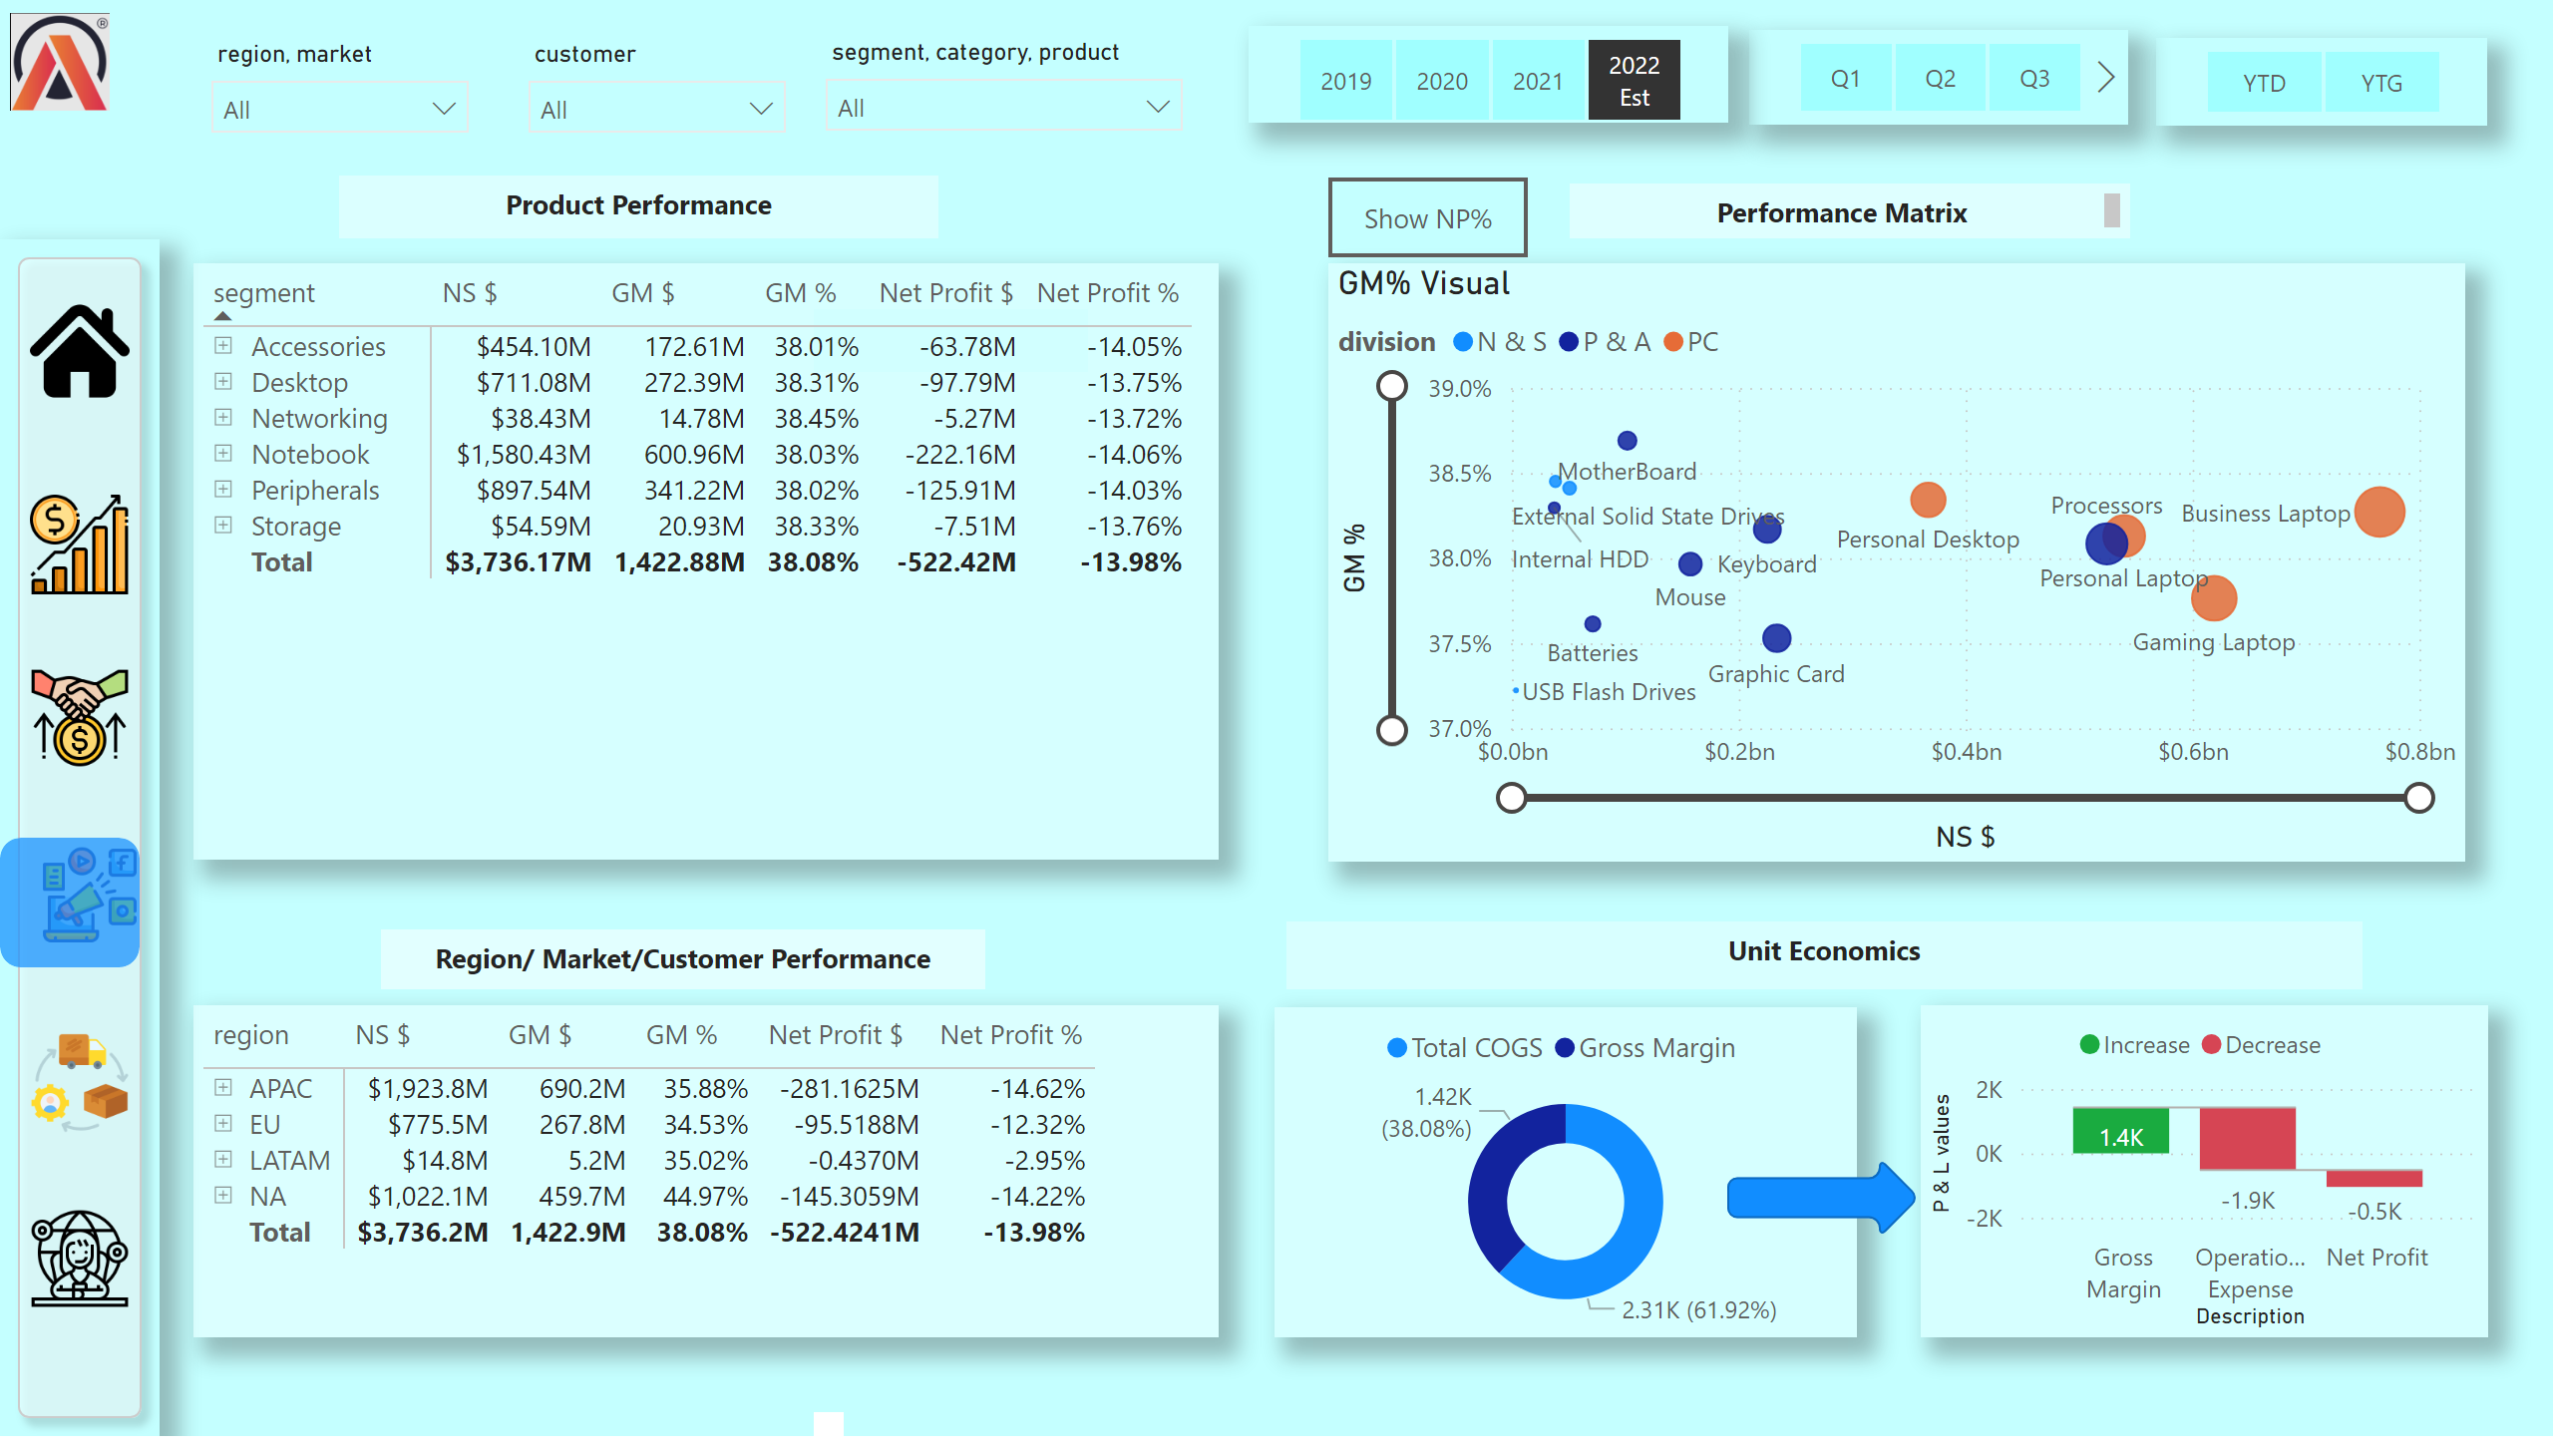 region, market
customer
segment, category, product
All
All
All
2019
2020
2021
2022
Est
Q1
Q2
Q3
YTD
YTG
Product Performance
segment NS $ GM $ GM % Net Profit $ Net Profit %
Accessories $454.10M 172.61M 38.01% -63.78M -14.05%
Desktop $711.08M 272.39M 38.31% -97.79M -13.75%
Networking $38.43M 14.78M 38.45% -5.27M -13.72%
Notebook $1,580.43M 600.96M 38.03% -222.16M -14.06%
Peripherals $897.54M 341.22M 38.02% -125.91M -14.03%
Storage $54.59M 20.93M 38.33% -7.51M -13.76%
Total $3,736.17M 1,422.88M 38.08% -522.42M -13.98%
Show NP%
Performance Matrix
GM% Visual
division N & S P & A PC
GM %
39.0%
38.5%
38.0%
37.5%
37.0%
MotherBoard
External Solid State Drives
Internal HDD
Keyboard
Mouse
Batteries
Graphic Card
USB Flash Drives
Personal Desktop
Processors
Business Laptop
Personal Laptop
Gaming Laptop
$0.0bn
$0.2bn
$0.4bn
$0.6bn
$0.8bn
NS $
Region/ Market/Customer Performance
region NS $ GM $ GM % Net Profit $ Net Profit %
APAC $1,923.8M 690.2M 35.88% -281.1625M -14.62%
EU $775.5M 267.8M 34.53% -95.5188M -12.32%
LATAM $14.8M 5.2M 35.02% -0.4370M -2.95%
NA $1,022.1M 459.7M 44.97% -145.3059M -14.22%
Total $3,736.2M 1,422.9M 38.08% -522.4241M -13.98%
Unit Economics
Total COGS Gross Margin
1.42K
(38.08%)
2.31K (61.92%)
Increase Decrease
P & L values
2K
0K
-2K
1.4K
-1.9K
-0.5K
Gross
Margin
Operatio...
Expense
Net Profit
Description